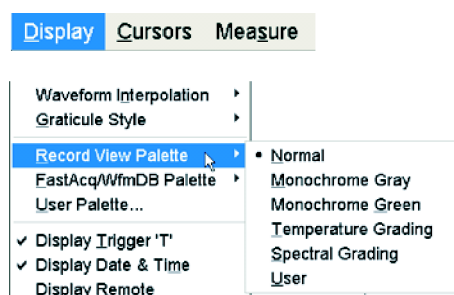 Display Cursors Measure
Waveform Interpolation
Graticule Style
Record View Palette
FastAcq/WfmDB Palette
User Palette...
✓ Display Trigger 'T'
✓ Display Date & Time
Display Remote
• Normal
Monochrome Gray
Monochrome Green
Temperature Grading
Spectral Grading
User